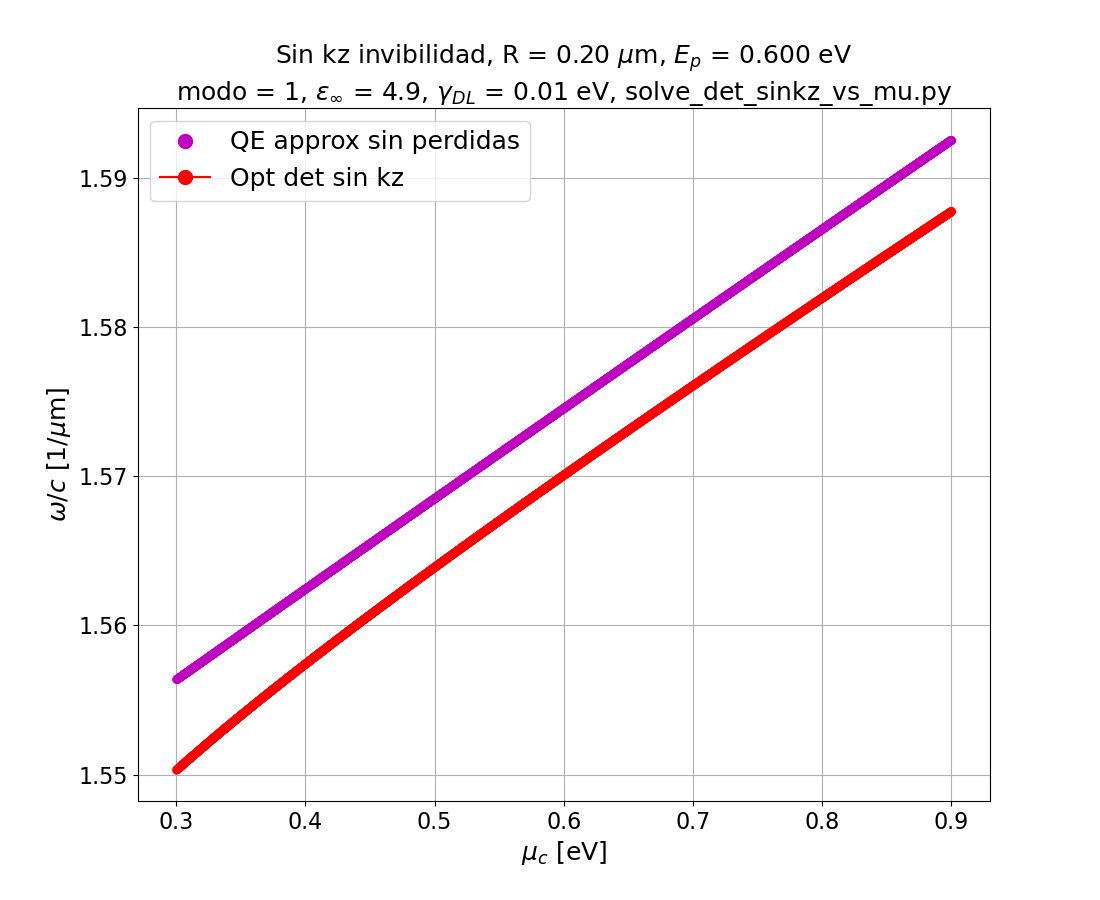 Sin kz invibilidad, R = 0.20 μm, E_p = 0.600 eV
modo = 1, ε_∞ = 4.9, γ_DL = 0.01 eV, solve_det_sinkz_vs_mu.py
QE approx sin perdidas
Opt det sin kz
1.59
1.58
1.57
1.56
1.55
ω/c [1/μm]
0.3 0.4 0.5 0.6 0.7 0.8 0.9
μ_c [eV]